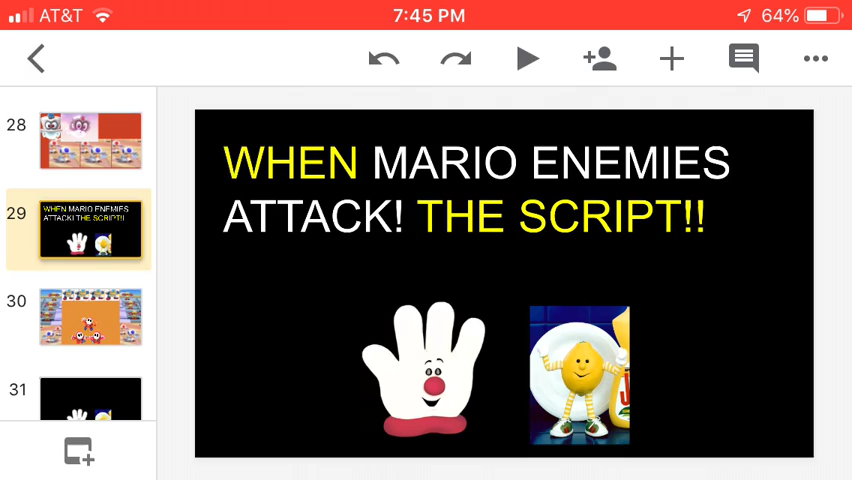 AT&T 7:45 PM 64%
28
29
30
31
WHEN MARIO ENEMIES
ATTACK! THE SCRIPT!!
WHEN MARIO ENEMIES
ATTACK! THE SCRIPT!!